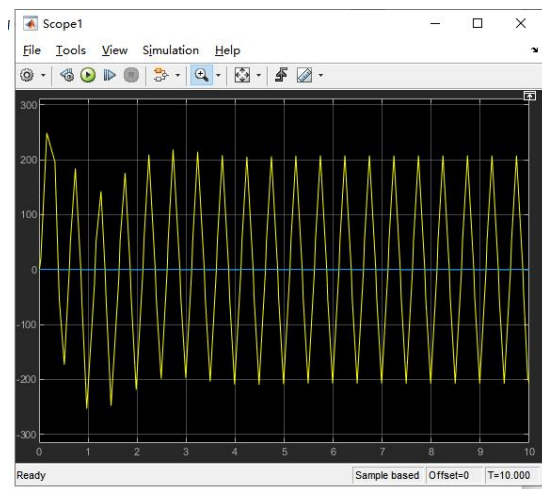 Scope1
File Tools View Simulation Help
300
200
100
0
-100
-200
-300
0 1 2 3 4 5 6 7 8 9 10
Ready Sample based Offset=0 T=10.000